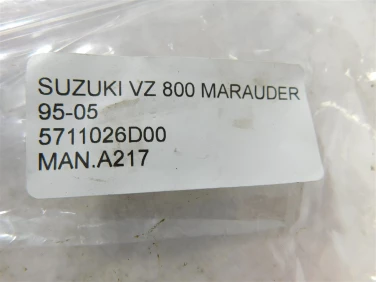 SUZUKI VZ 800 MARAUDER
95-05
5711026D00
MAN.A217